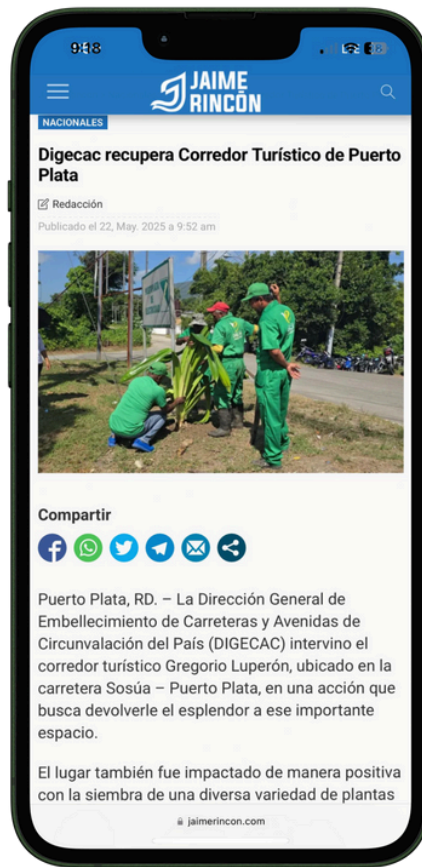 9:18
JAIME
RINCÓN
NACIONALES
Digecac recupera Corredor Turístico de Puerto
Plata
Redacción
Publicado el 22, May. 2025 a 9:52 am
Compartir
Puerto Plata, RD. – La Dirección General de
Embellecimiento de Carreteras y Avenidas de
Circunvalación del País (DIGECAC) intervino el
corredor turístico Gregorio Luperón, ubicado en la
carretera Sosúa – Puerto Plata, en una acción que
busca devolverle el esplendor a ese importante
espacio.
El lugar también fue impactado de manera positiva
con la siembra de una diversa variedad de plantas
jaimerincon.com